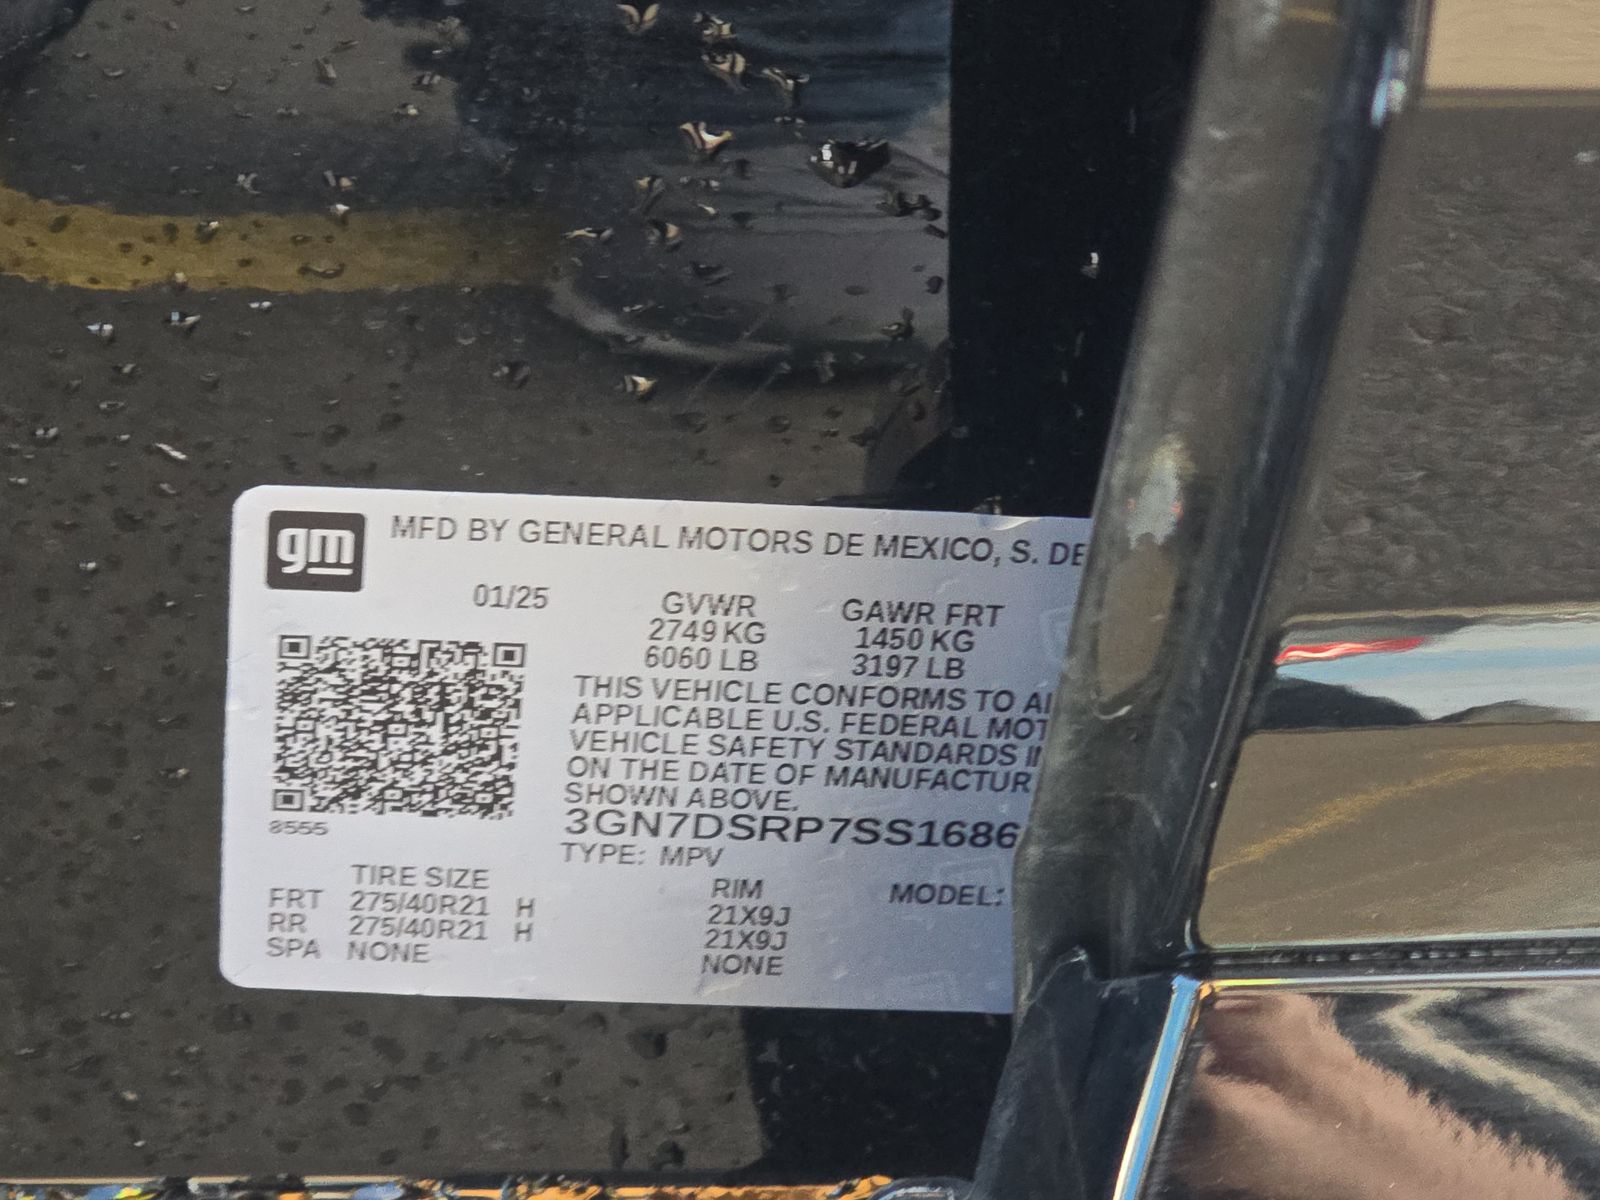 gm
MFD BY GENERAL MOTORS DE MEXICO, S. DE
01/25
GVWR GAWR FRT
2749 KG 1450 KG
6060 LB 3197 LB
THIS VEHICLE CONFORMS TO
APPLICABLE U.S. FEDERAL MOT
VEHICLE SAFETY STANDARDS
ON THE DATE OF MANUFACTUR
SHOWN ABOVE.
3GN7DSRP7SS1686
8555
TYPE: MPV
TIRE SIZE RIM MODEL:
FRT 275/40R21 H 21X9J
RR 275/40R21 H 21X9J
SPA NONE NONE